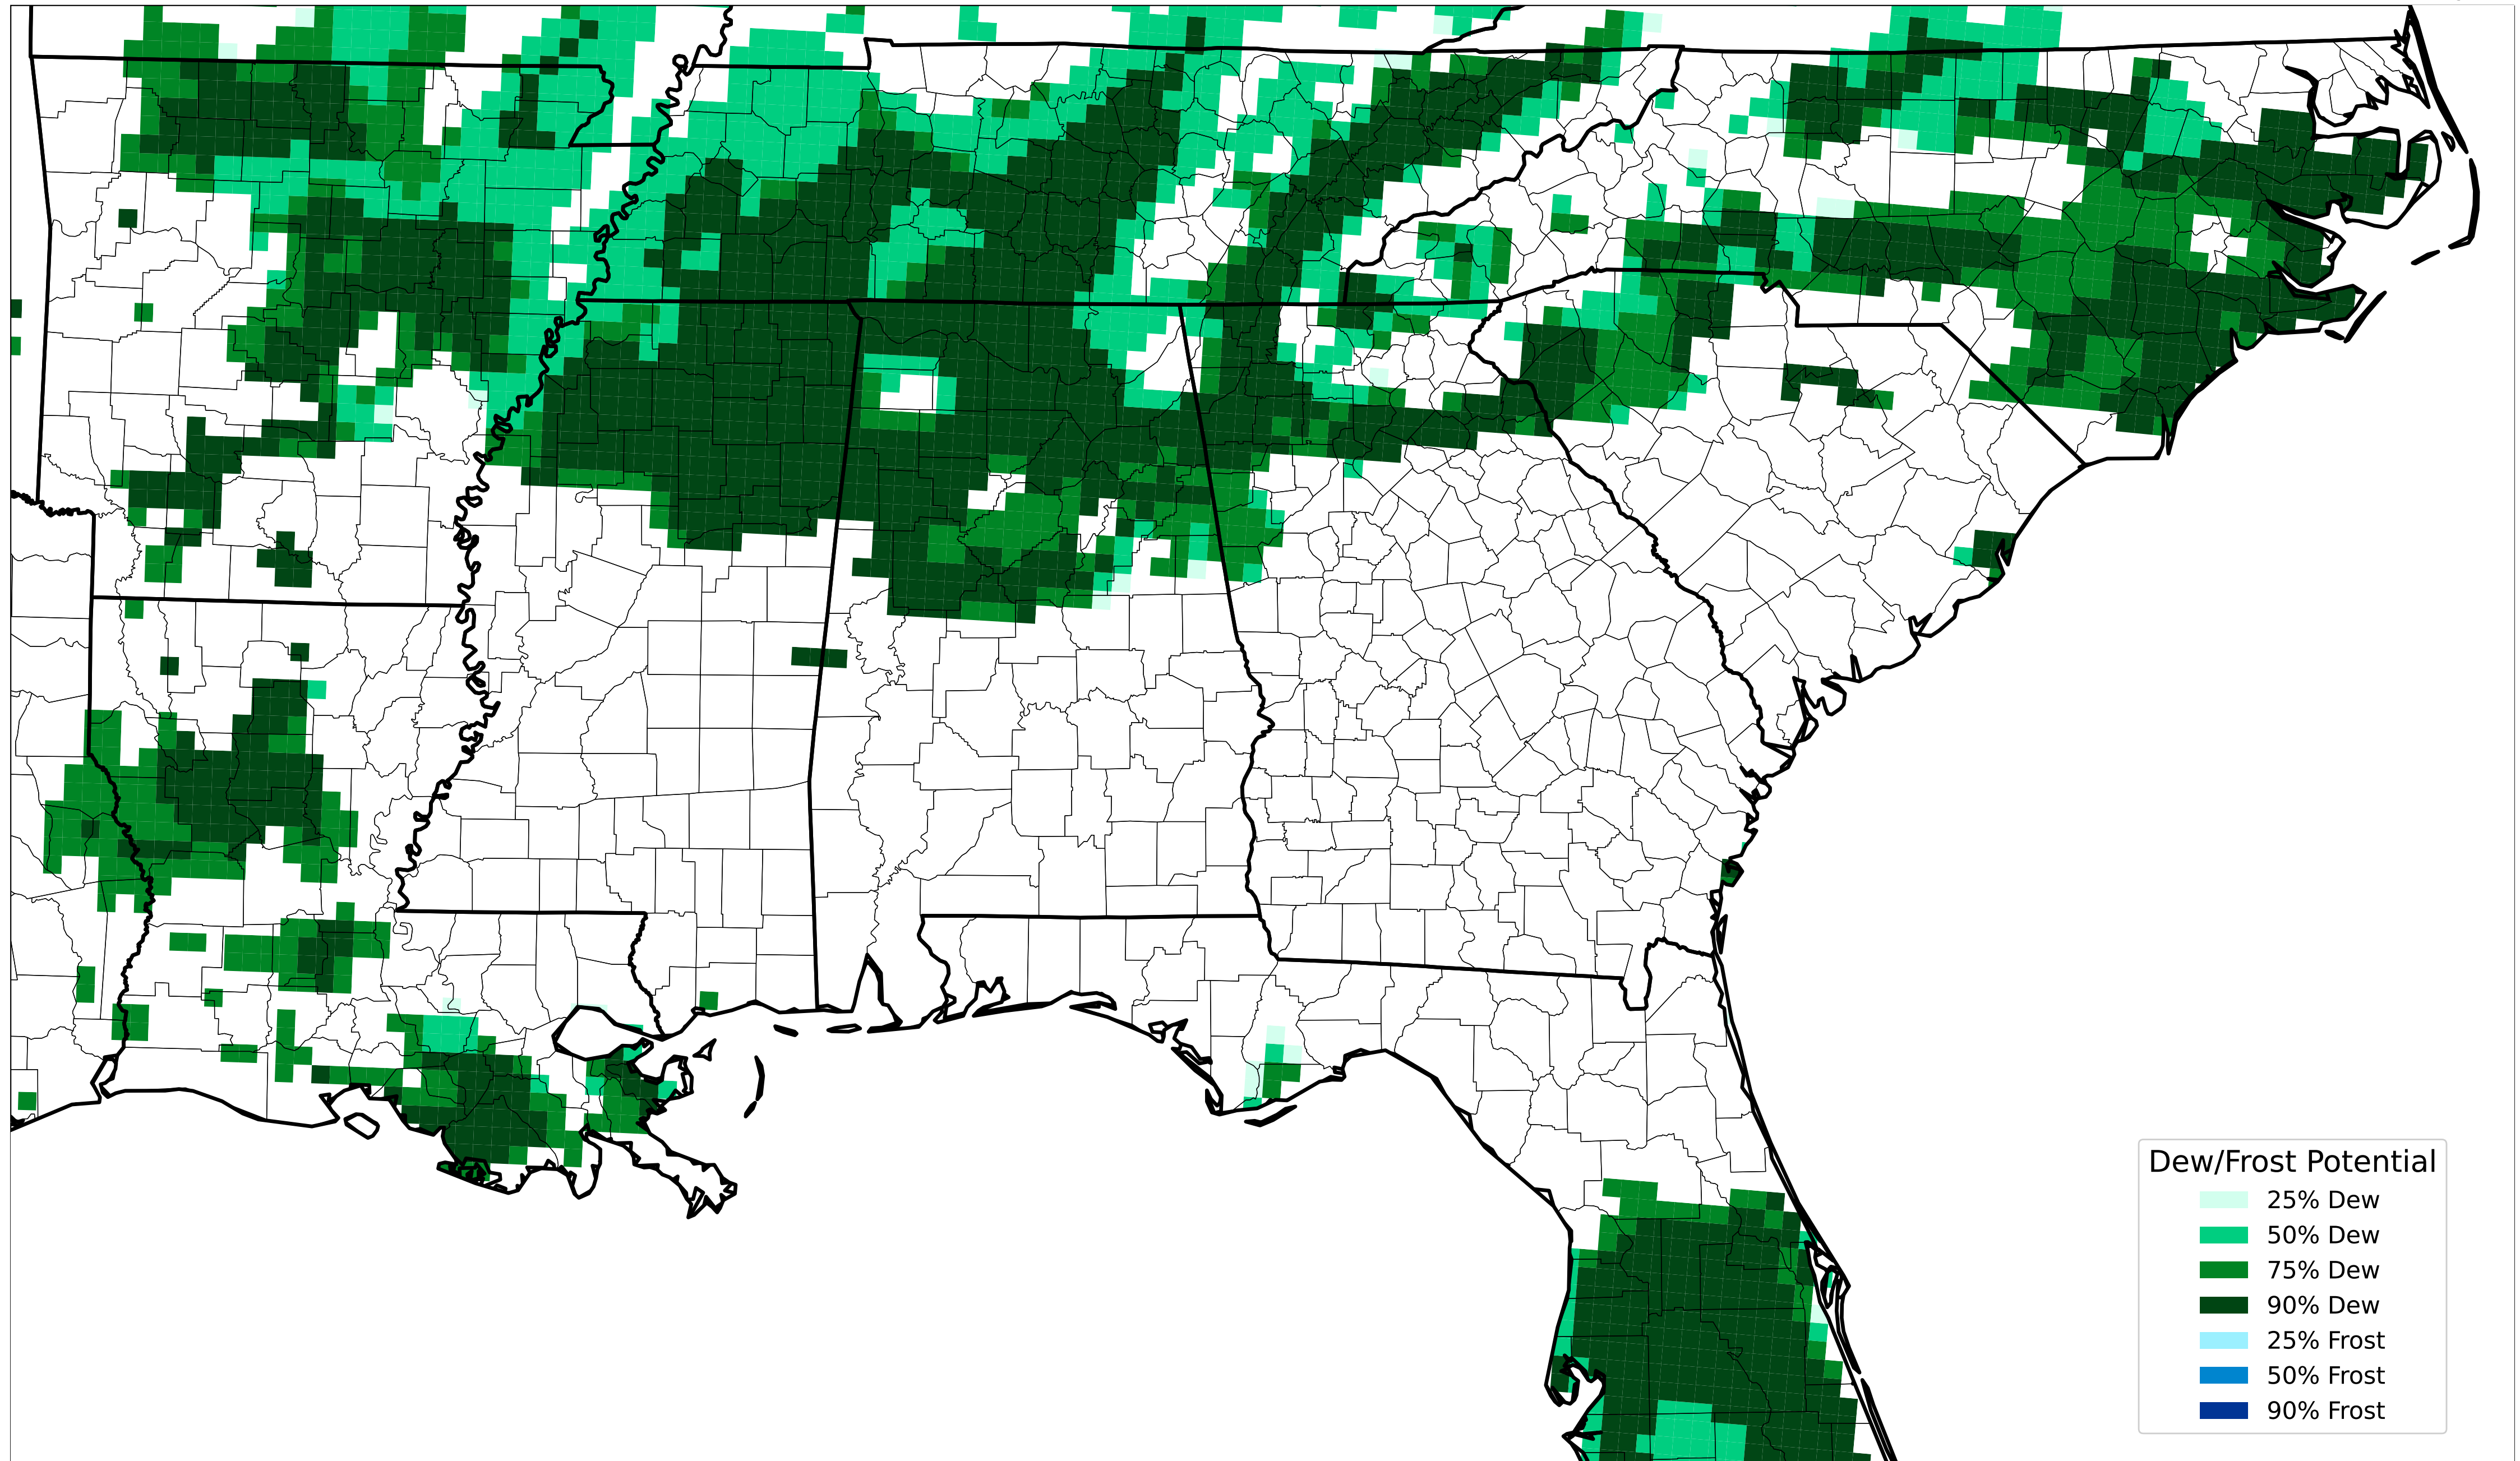 Dew/Frost Potential
25% Dew
50% Dew
75% Dew
90% Dew
25% Frost
50% Frost
90% Frost